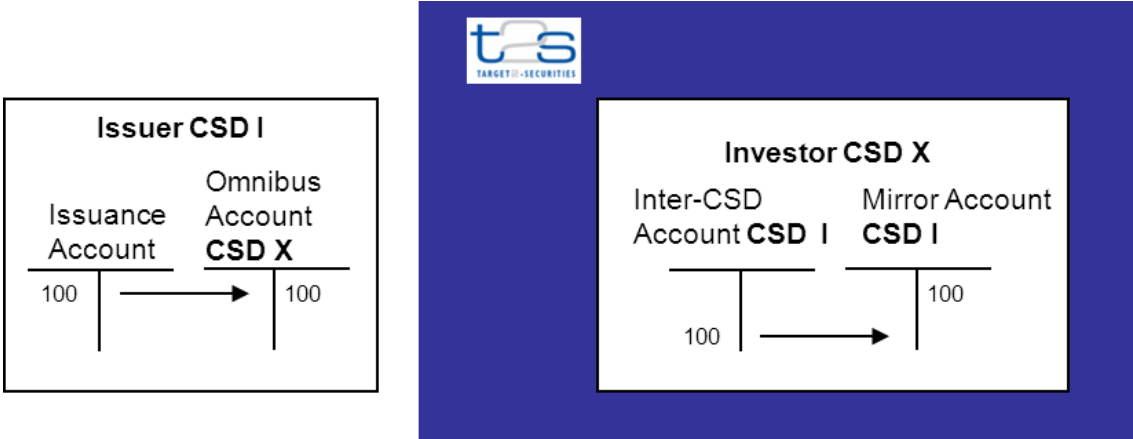 t2s
TARGET2-SECURITIES
Issuer CSD I
Issuance
Account
Omnibus
Account
CSD X
100
100
Investor CSD X
Inter-CSD
Account CSD I
Mirror Account
CSD I
100
100